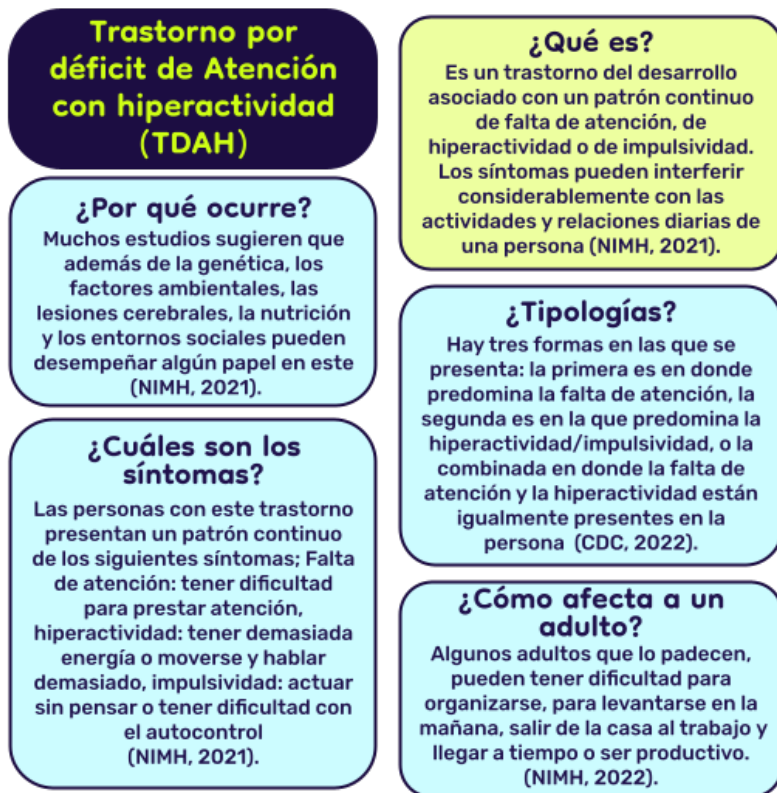 Trastorno por
déficit de Atención
con hiperactividad
(TDAH)
¿Qué es?
Es un trastorno del desarrollo
asociado con un patrón continuo
de falta de atención, de
hiperactividad o de impulsividad.
Los síntomas pueden interferir
considerablemente con las
actividades y relaciones diarias de
una persona (NIMH, 2021).
¿Por qué ocurre?
Muchos estudios sugieren que
además de la genética, los
factores ambientales, las
lesiones cerebrales, la nutrición
y los entornos sociales pueden
desempeñar algún papel en este
(NIMH, 2021).
¿Tipologías?
Hay tres formas en las que se
presenta: la primera es en donde
predomina la falta de atención, la
segunda es en la que predomina la
hiperactividad/impulsividad, o la
combinada en donde la falta de
atención y la hiperactividad están
igualmente presentes en la
persona (CDC, 2022).
¿Cuáles son los
síntomas?
Las personas con este trastorno
presentan un patrón continuo
de los siguientes síntomas; Falta
de atención: tener dificultad
para prestar atención,
hiperactividad: tener demasiada
energía o moverse y hablar
demasiado, impulsividad: actuar
sin pensar o tener dificultad con
el autocontrol
(NIMH, 2021).
¿Cómo afecta a un
adulto?
Algunos adultos que lo padecen,
pueden tener dificultad para
organizarse, para levantarse en la
mañana, salir de la casa al trabajo y
llegar a tiempo o ser productivo.
(NIMH, 2022).